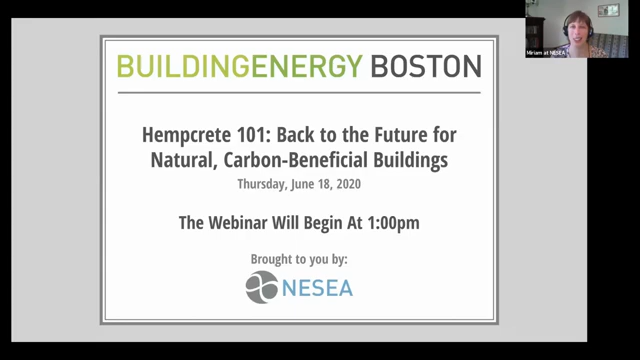 BUILDINGENERGY BOSTON
Hempcrete 101: Back to the Future for
Natural, Carbon-Beneficial Buildings
Thursday, June 18, 2020
The Webinar Will Begin At 1:00pm
Brought to you by:
NESEA
Miriam at NESEA